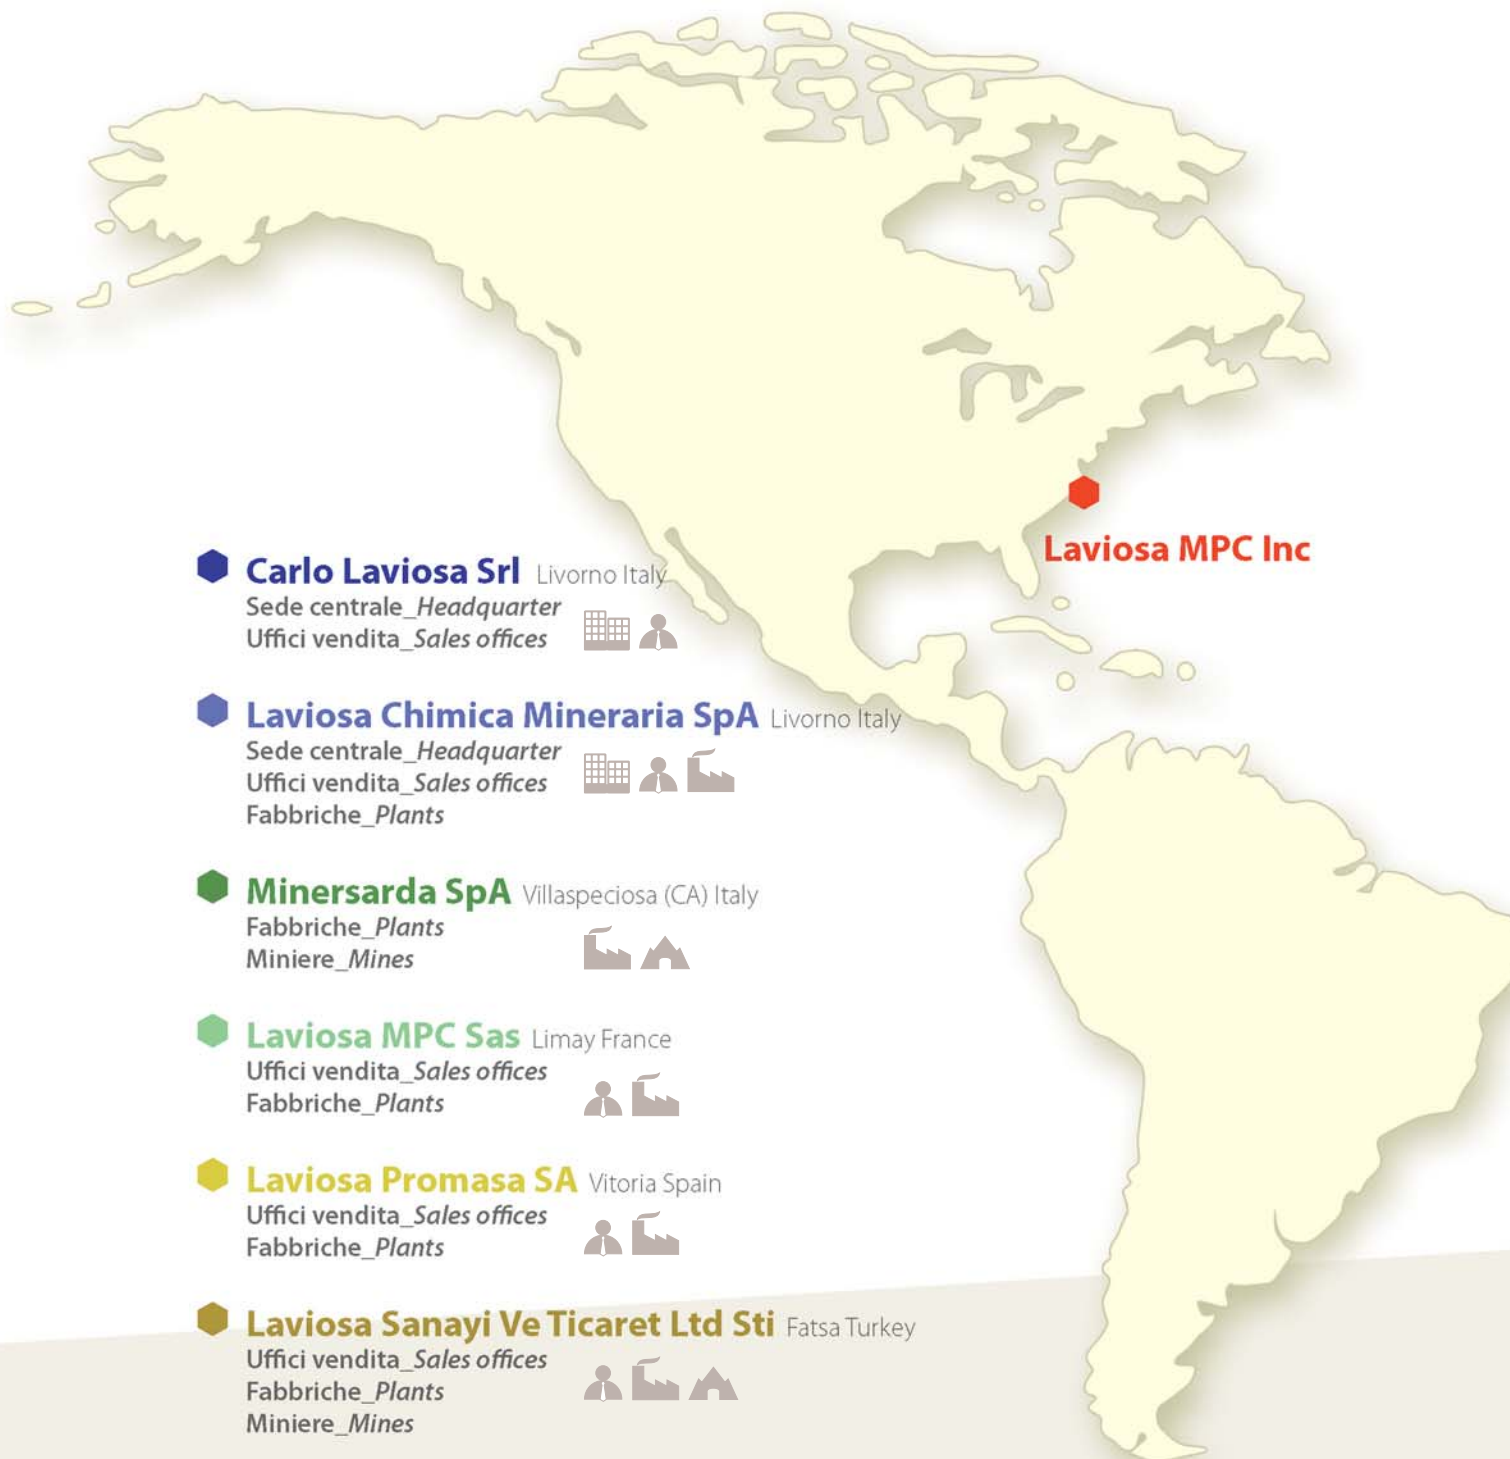 Laviosa MPC Inc
Carlo Laviosa Srl Livorno Italy
Sede centrale_Headquarter
Uffici vendita_Sales offices
Laviosa Chimica Mineraria SpA Livorno Italy
Sede centrale_Headquarter
Uffici vendita_Sales offices
Fabbriche_Plants
Minersarda SpA Villaspeciosa (CA) Italy
Fabbriche_Plants
Miniere_Mines
Laviosa MPC Sas Limay France
Uffici vendita_Sales offices
Fabbriche_Plants
Laviosa Promasa SA Vitoria Spain
Uffici vendita_Sales offices
Fabbriche_Plants
Laviosa Sanayi Ve Ticaret Ltd Sti Fatsa Turkey
Uffici vendita_Sales offices
Fabbriche_Plants
Miniere_Mines